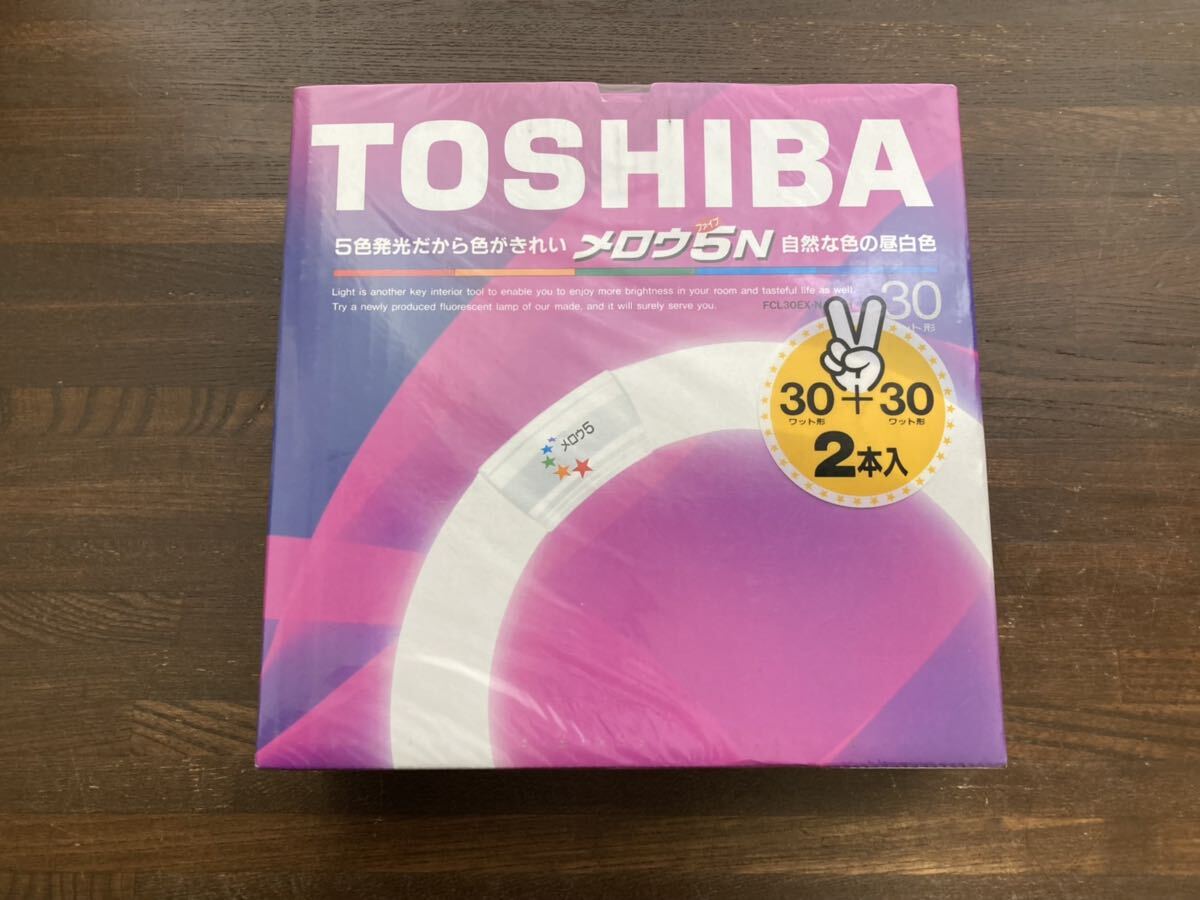 TOSHIBA
5色発光だから色がきれい メロウ5N 自然な色の昼白色
ファイブ
Light is another key interior tool to enable you to enjoy more brightness in your room and tasteful life as well.
Try a newly produced fluorescent lamp of our made, and it will surely serve you.
FCL30EX-N
30
ット形
30+30
ワット形 ワット形
2本入
メロウ5